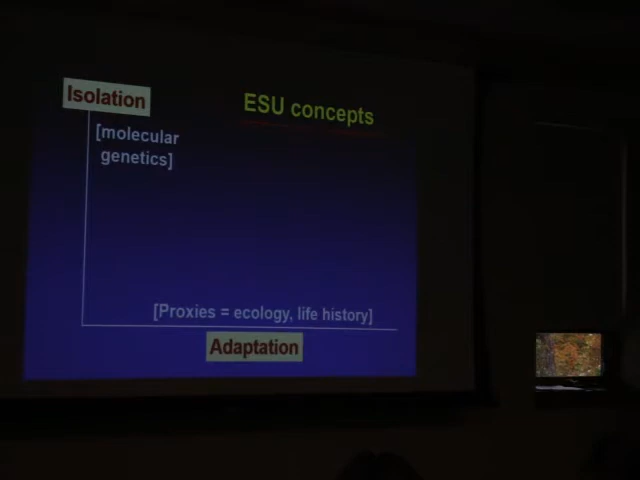 Isolation
ESU concepts
[molecular
genetics]
[Proxies = ecology, life history]
Adaptation